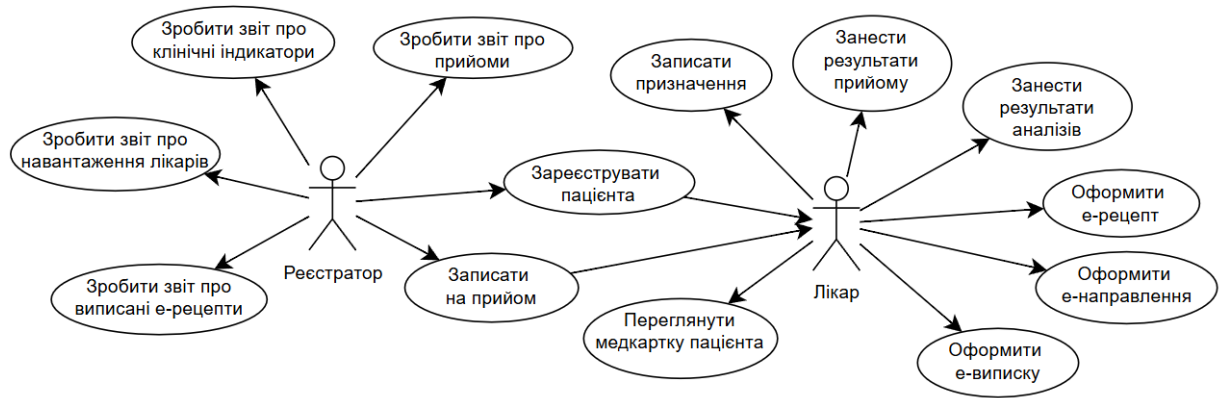 Зробити звіт про
клінічні індикатори
Зробити звіт про
прийоми
Записати
призначення
Занести
результати
прийому
Занести
результати
аналізів
Зробити звіт про
навантаження лікарів
Зареєструвати
пацієнта
Оформити
е-рецепт
Реєстратор
Лікар
Зробити звіт про
виписані е-рецепти
Записати
на прийом
Оформити
е-направлення
Переглянути
медкартку пацієнта
Оформити
е-виписку